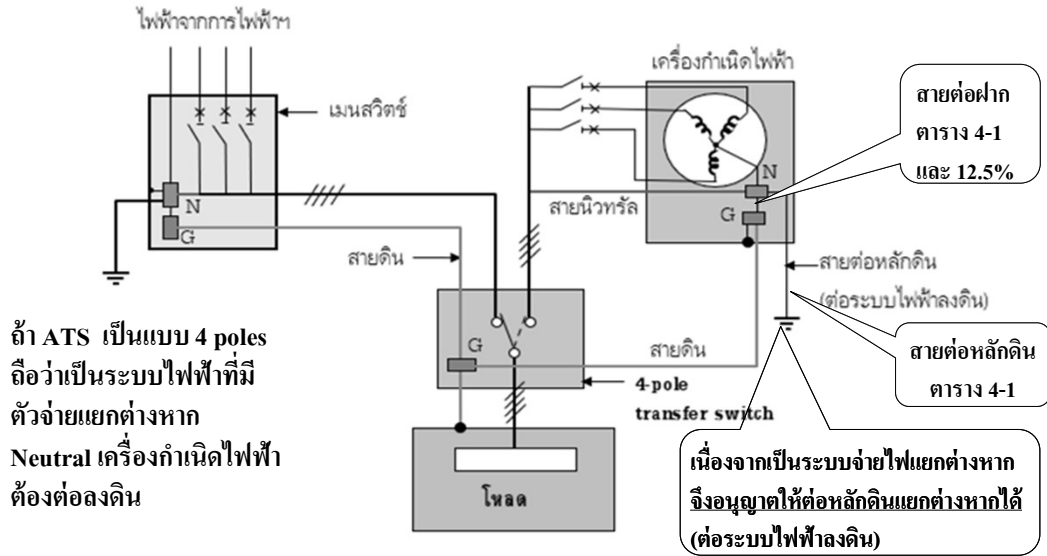 ไฟฟ้าจากการไฟฟ้าฯ
เมนสวิตช์
N
G
สายดิน
เครื่องกำเนิดไฟฟ้า
N
G
สายนิวทรัล
สายต่อฝาก
ตาราง 4-1
และ 12.5%
สายต่อหลักดิน
(ต่อระบบไฟฟ้าลงดิน)
สายต่อหลักดิน
ตาราง 4-1
G
สายดิน
4-pole
transfer switch
โหลด
ถ้า ATS เป็นแบบ 4 poles
ถือว่าเป็นระบบไฟฟ้าที่มี
ตัวจ่ายแยกต่างหาก
Neutral เครื่องกำเนิดไฟฟ้า
ต้องต่อลงดิน
เนื่องจากเป็นระบบจ่ายไฟแยกต่างหาก
จึงอนุญาตให้ต่อหลักดินแยกต่างหากได้
(ต่อระบบไฟฟ้าลงดิน)